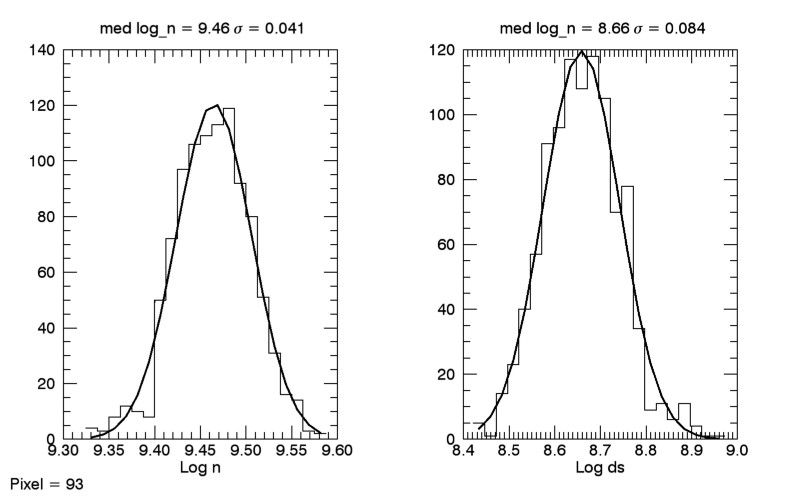 med log_n = 9.46 σ = 0.041
140
120
100
80
60
40
20
0
9.30 9.35 9.40 9.45 9.50 9.55 9.60
Log n
med log_n = 8.66 σ = 0.084
120
100
80
60
40
20
0
8.4 8.5 8.6 8.7 8.8 8.9 9.0
Log ds
Pixel = 93